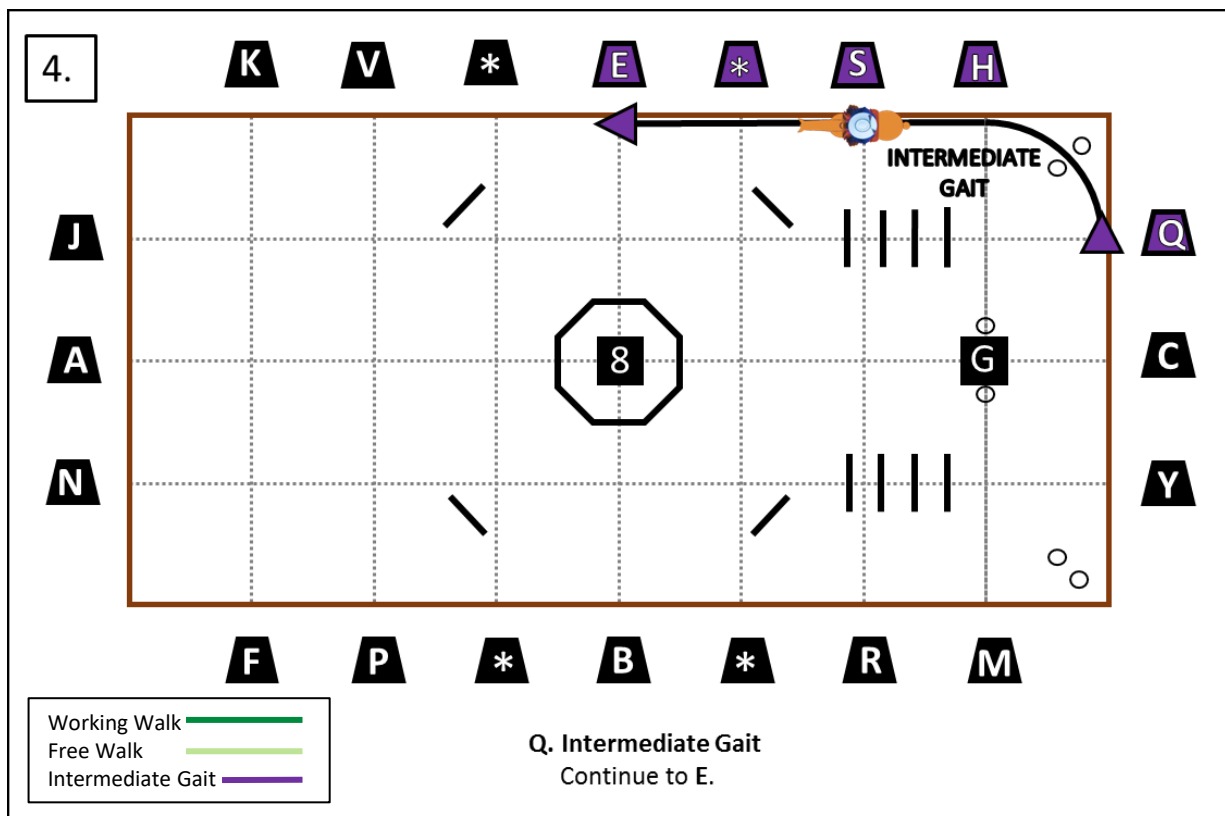 4.
K V * E * S H
INTERMEDIATE
GAIT
J Q
A 8 G C
N Y
F P * B * R M
Working Walk
Free Walk
Intermediate Gait
Q. Intermediate Gait
Continue to E.